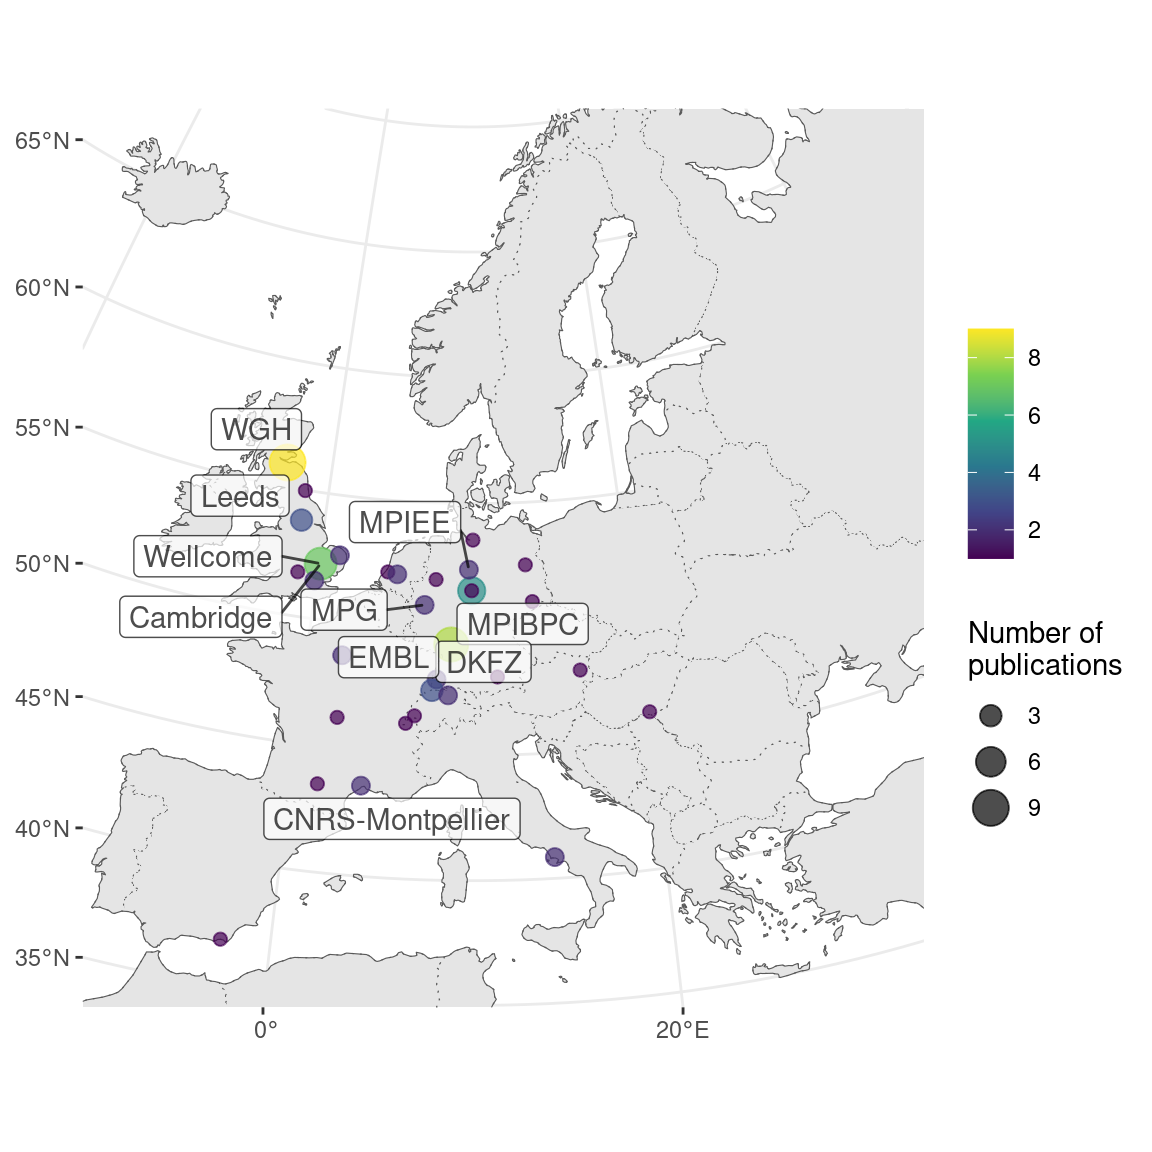 65°N
60°N
55°N
50°N
45°N
40°N
35°N
0°
20°E
WGH
Leeds
Wellcome
Cambridge
MPIEE
MPG
MPIBPC
EMBL
DKFZ
CNRS-Montpellier
8
6
4
2
Number of
publications
3
6
9